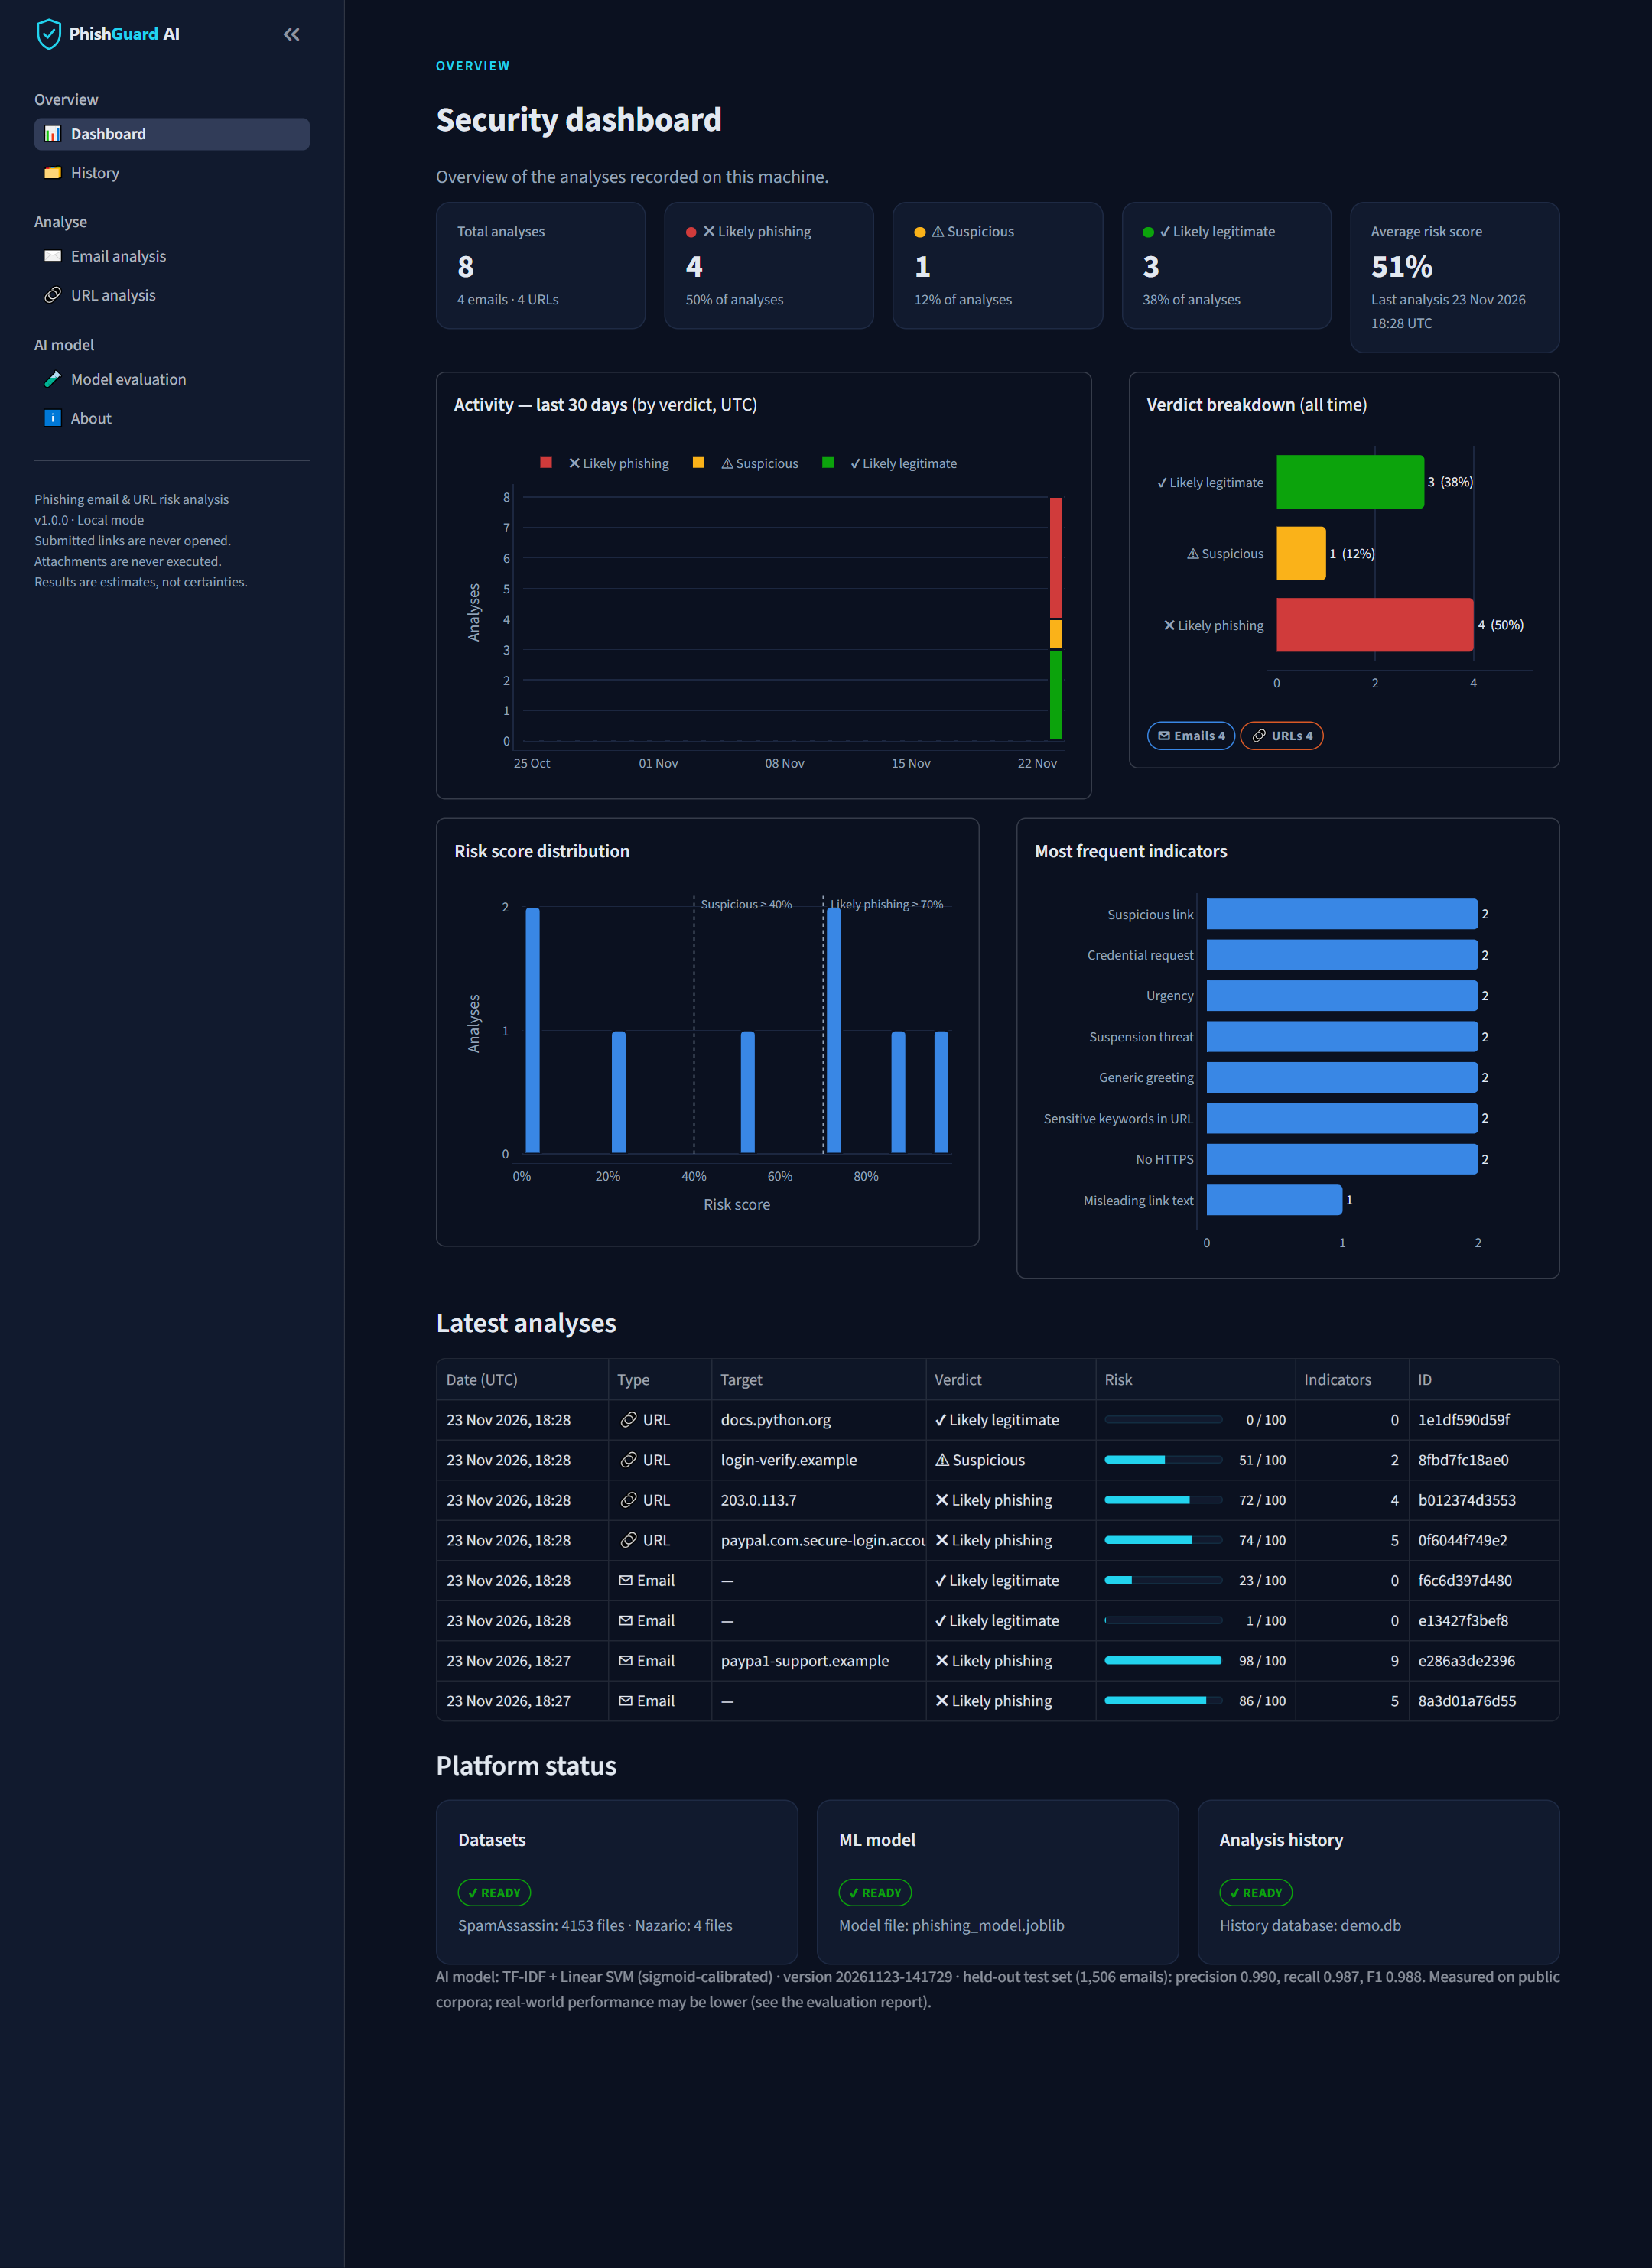 PhishGuard AI
Overview
📊 Dashboard
🗂️ History
Analyse
✉️ Email analysis
🔗 URL analysis
AI model
🧪 Model evaluation
ℹ️ About
Phishing email & URL risk analysis
v1.0.0 · Local mode
Submitted links are never opened.
Attachments are never executed.
Results are estimates, not certainties.
OVERVIEW
Security dashboard
Overview of the analyses recorded on this machine.
Total analyses
8
4 emails · 4 URLs
✕ Likely phishing
4
50% of analyses
⚠ Suspicious
1
12% of analyses
✓ Likely legitimate
3
38% of analyses
Average risk score
51%
Last analysis 23 Nov 2026
18:28 UTC
Activity — last 30 days (by verdict, UTC)
✕ Likely phishing ⚠ Suspicious ✓ Likely legitimate
Analyses
8
7
6
5
4
3
2
1
0
25 Oct 01 Nov 08 Nov 15 Nov 22 Nov
Verdict breakdown (all time)
✓ Likely legitimate 3 (38%)
⚠ Suspicious 1 (12%)
✕ Likely phishing 4 (50%)
0 2 4
✉ Emails 4 🔗 URLs 4
Risk score distribution
Suspicious ≥ 40% Likely phishing ≥ 70%
Analyses
2
1
0
0% 20% 40% 60% 80%
Risk score
Most frequent indicators
Suspicious link 2
Credential request 2
Urgency 2
Suspension threat 2
Generic greeting 2
Sensitive keywords in URL 2
No HTTPS 2
Misleading link text 1
0 1 2
Latest analyses
Date (UTC) Type Target Verdict Risk Indicators ID
23 Nov 2026, 18:28 🔗 URL docs.python.org ✓ Likely legitimate 0 / 100 0 1e1df590d59f
23 Nov 2026, 18:28 🔗 URL login-verify.example ⚠ Suspicious 51 / 100 2 8fbd7fc18ae0
23 Nov 2026, 18:28 🔗 URL 203.0.113.7 ✕ Likely phishing 72 / 100 4 b012374d3553
23 Nov 2026, 18:28 🔗 URL paypal.com.secure-login.accou ✕ Likely phishing 74 / 100 5 0f6044f749e2
23 Nov 2026, 18:28 ✉ Email — ✓ Likely legitimate 23 / 100 0 f6c6d397d480
23 Nov 2026, 18:28 ✉ Email — ✓ Likely legitimate 1 / 100 0 e13427f3bef8
23 Nov 2026, 18:27 ✉ Email paypa1-support.example ✕ Likely phishing 98 / 100 9 e286a3de2396
23 Nov 2026, 18:27 ✉ Email — ✕ Likely phishing 86 / 100 5 8a3d01a76d55
Platform status
Datasets
✓ READY
SpamAssassin: 4153 files · Nazario: 4 files
ML model
✓ READY
Model file: phishing_model.joblib
Analysis history
✓ READY
History database: demo.db
AI model: TF-IDF + Linear SVM (sigmoid-calibrated) · version 20261123-141729 · held-out test set (1,506 emails): precision 0.990, recall 0.987, F1 0.988. Measured on public
corpora; real-world performance may be lower (see the evaluation report).